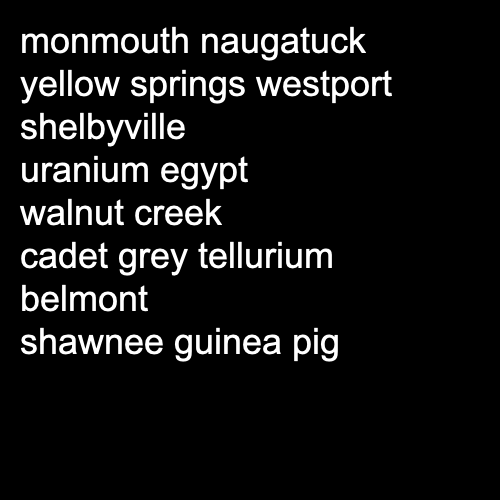 monmouth naugatuck
yellow springs westport
shelbyville
uranium egypt
walnut creek
cadet grey tellurium
belmont
shawnee guinea pig